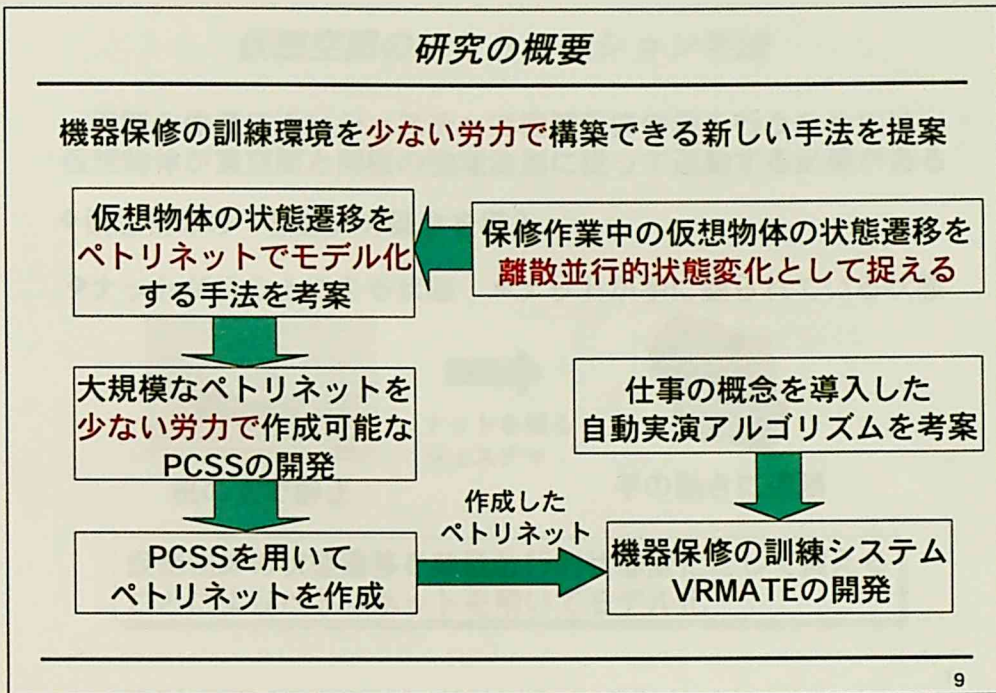 研究の概要
機器保修の訓練環境を少ない労力で構築できる新しい手法を提案
保修作業中の仮想物体の状態遷移を
離散並行的状態変化として捉える
仮想物体の状態遷移を
ペトリネットでモデル化
する手法を考案
大規模なペトリネットを
少ない労力で作成可能な
PCSSの開発
PCSSを用いて
ペトリネットを作成
作成した
ペトリネット
仕事の概念を導入した
自動実演アルゴリズムを考案
機器保修の訓練システム
VRMATEの開発
9